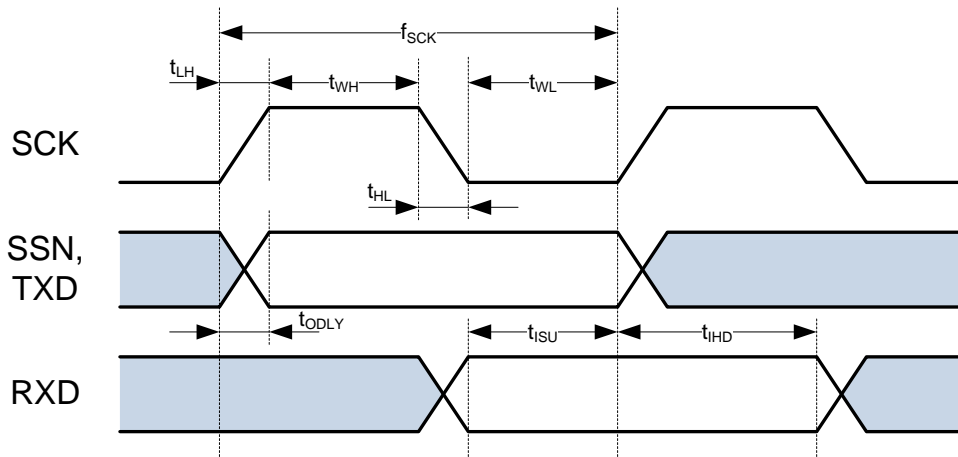 fSCK
tLH
tWH
tWL
SCK
tHL
SSN,
TXD
tODLY
tISU
tIHD
RXD